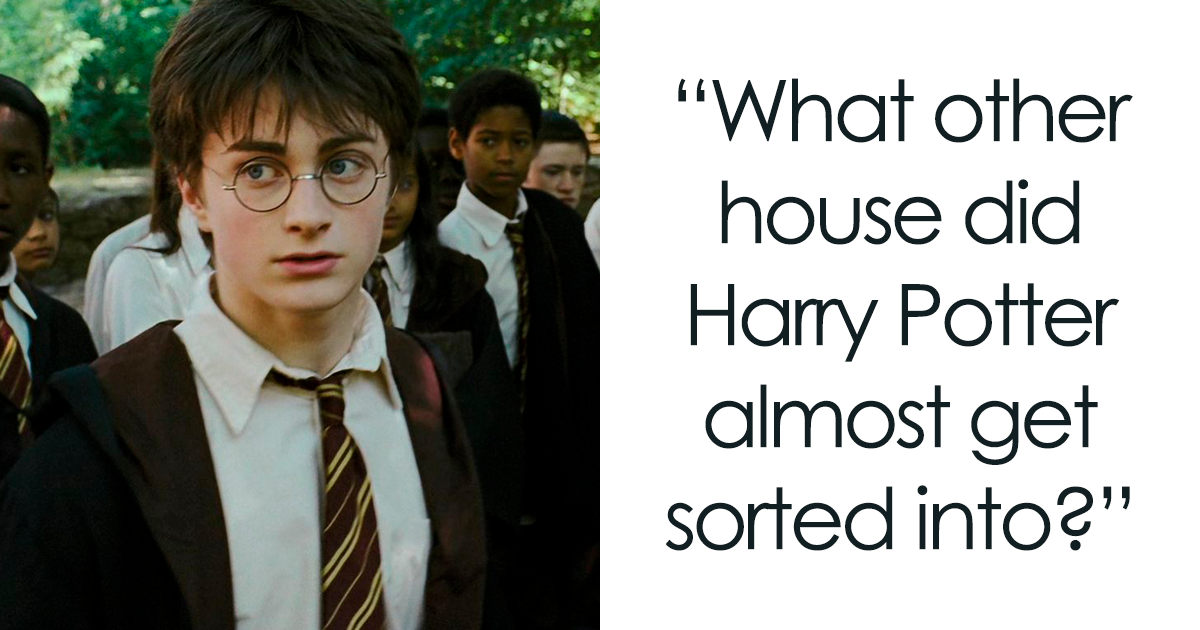 “What other
house did
Harry Potter
almost get
sorted into?”